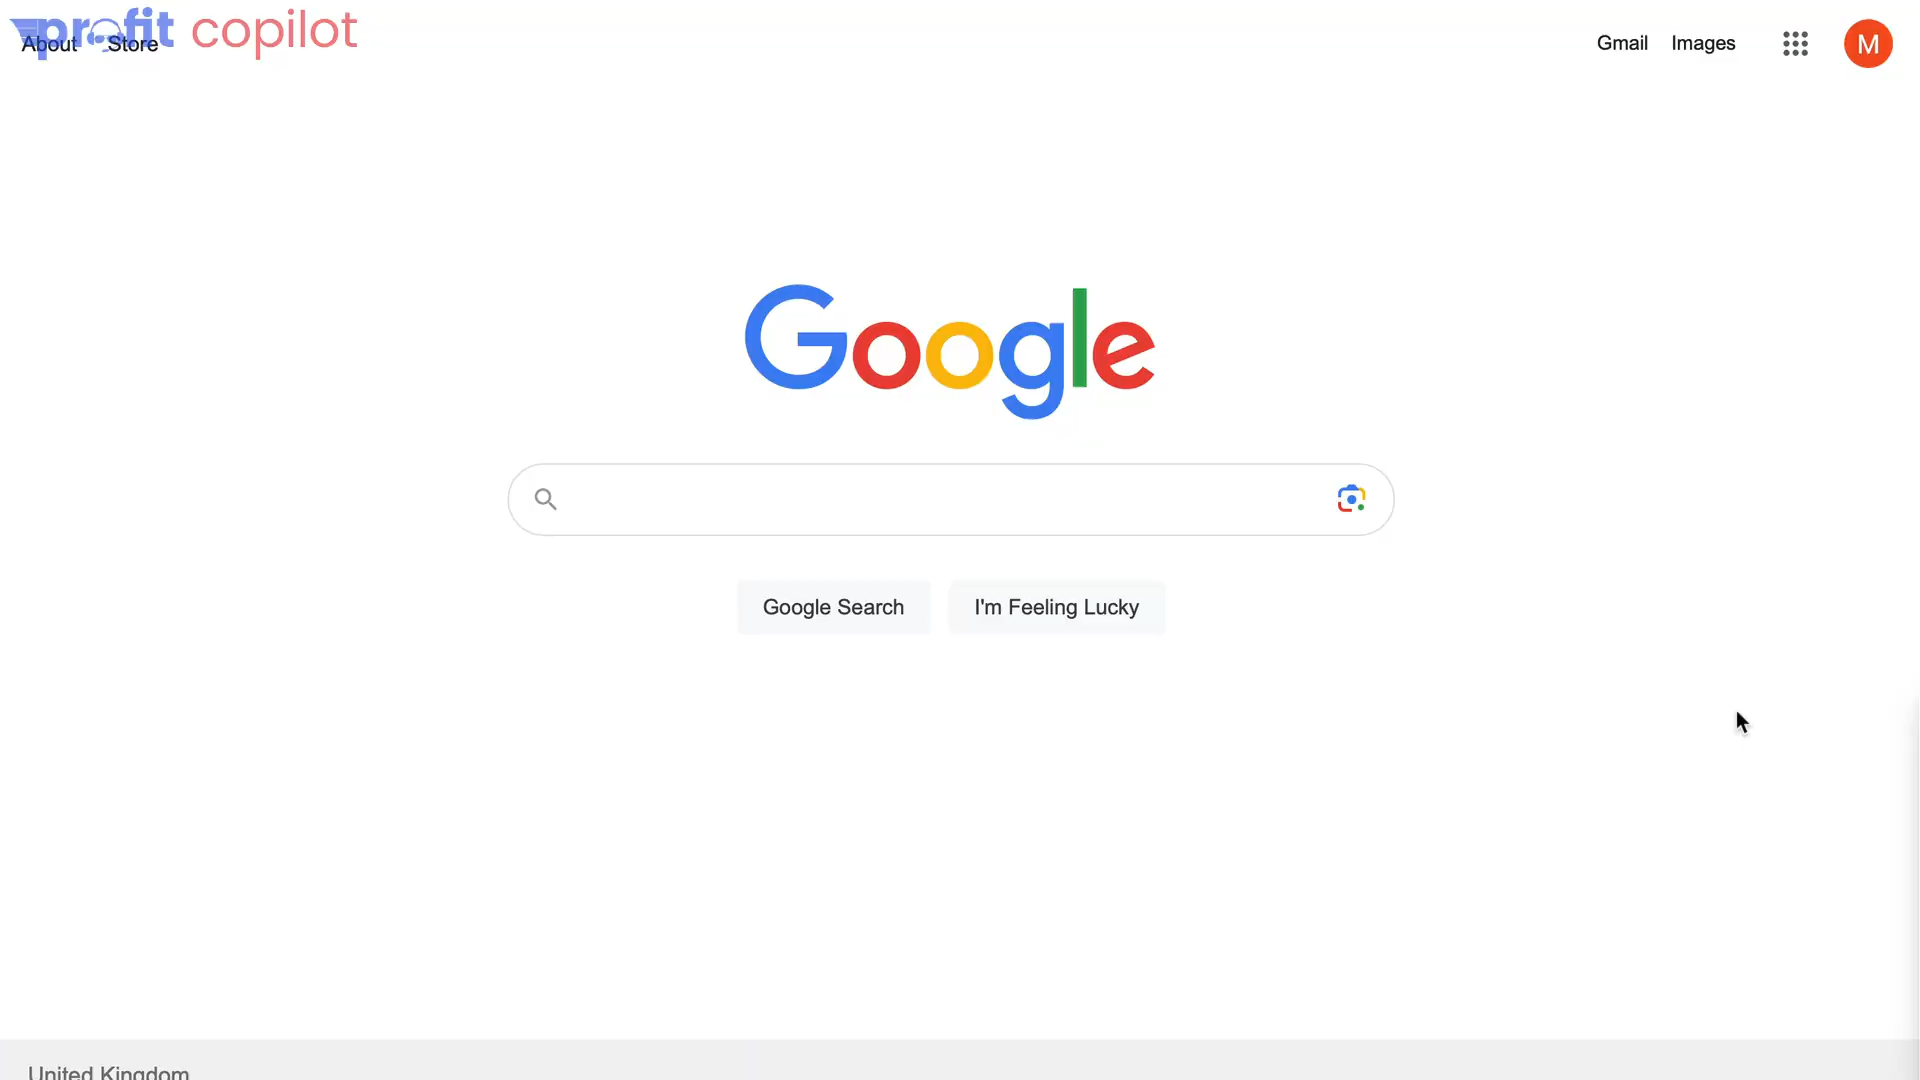 profit copilot
About Store
Gmail Images
M
Google
Google Search I'm Feeling Lucky
United Kingdom